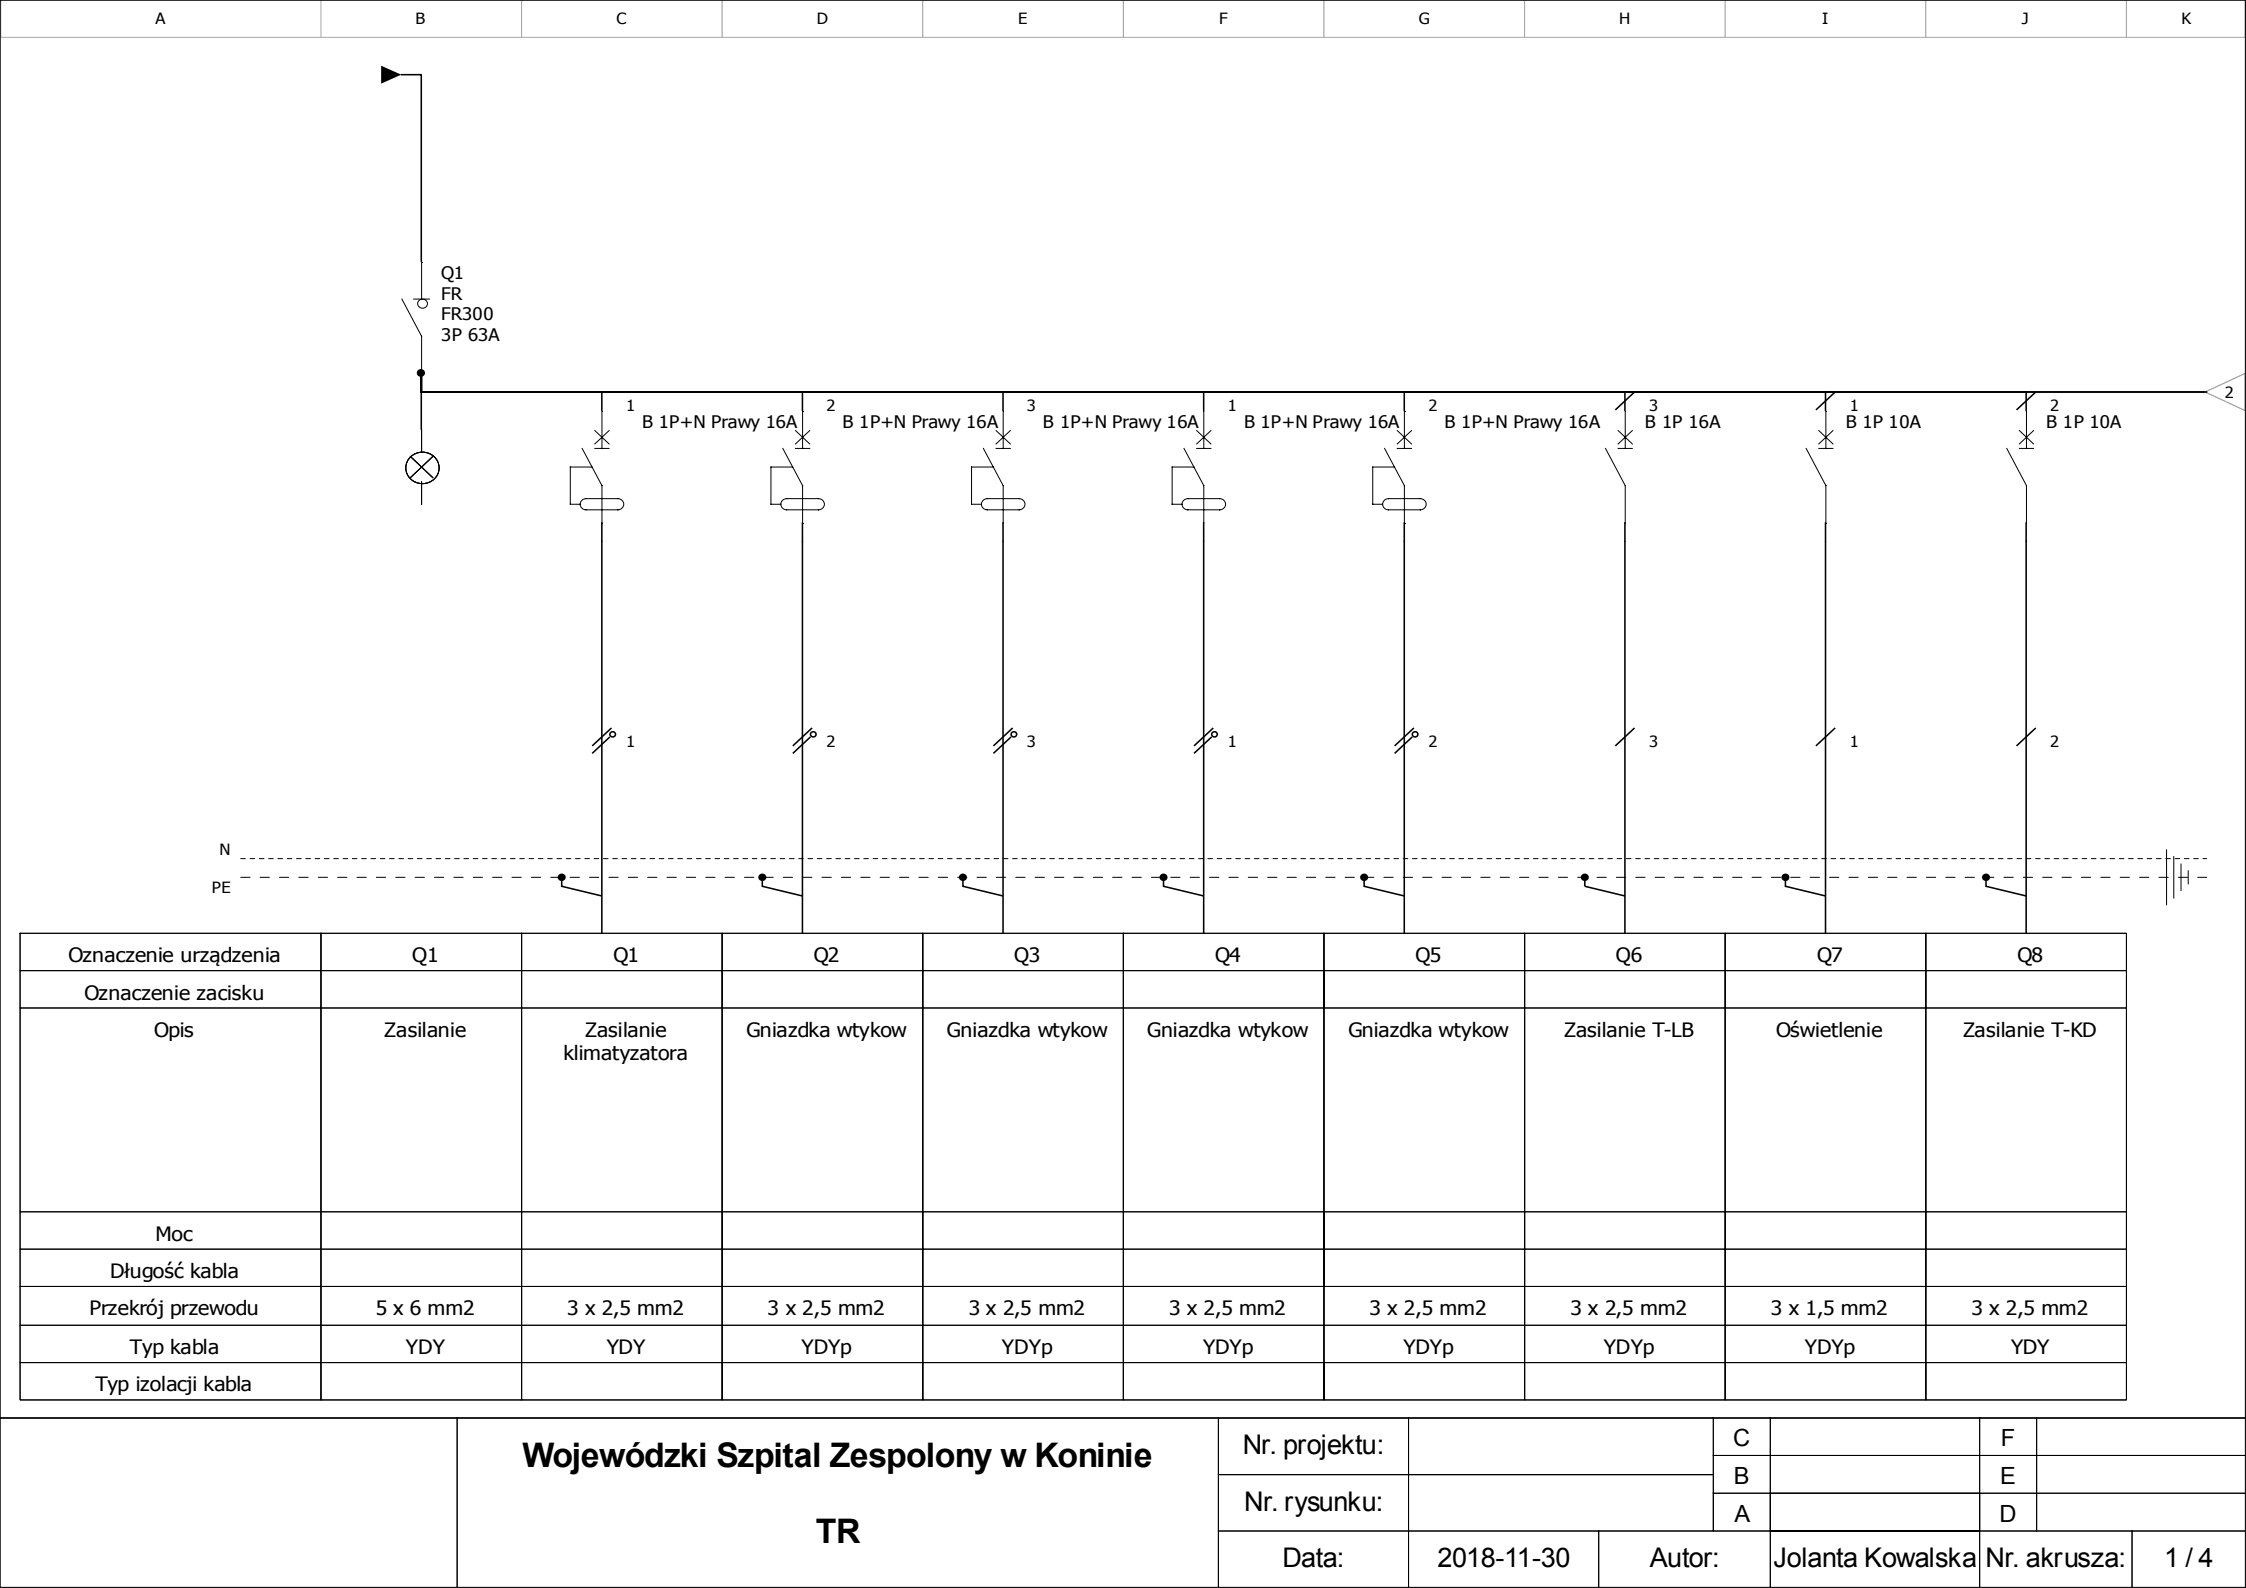 A B C D E F G H I J K
Q1
FR
FR300
3P 63A
2
1 2 3 1 2 3 1 2
B 1P+N Prawy 16A B 1P+N Prawy 16A B 1P+N Prawy 16A B 1P+N Prawy 16A B 1P+N Prawy 16A B 1P 16A B 1P 10A B 1P 10A
1 2 3 1 2 3 1 2
N
PE
Oznaczenie urządzenia Q1 Q1 Q2 Q3 Q4 Q5 Q6 Q7 Q8
Oznaczenie zacisku
Opis Zasilanie Zasilanie Gniazdka wtykow Gniazdka wtykow Gniazdka wtykow Gniazdka wtykow Zasilanie T-LB Oświetlenie Zasilanie T-KD
klimatyzatora
Moc
Długość kabla
Przekrój przewodu 5 x 6 mm2 3 x 2,5 mm2 3 x 2,5 mm2 3 x 2,5 mm2 3 x 2,5 mm2 3 x 2,5 mm2 3 x 2,5 mm2 3 x 1,5 mm2 3 x 2,5 mm2
Typ kabla YDY YDY YDYp YDYp YDYp YDYp YDYp YDYp YDY
Typ izolacji kabla
Wojewódzki Szpital Zespolony w Koninie
TR
Nr. projektu: C F
B E
Nr. rysunku: A D
Data: 2018-11-30 Autor: Jolanta Kowalska Nr. akrusza: 1 / 4